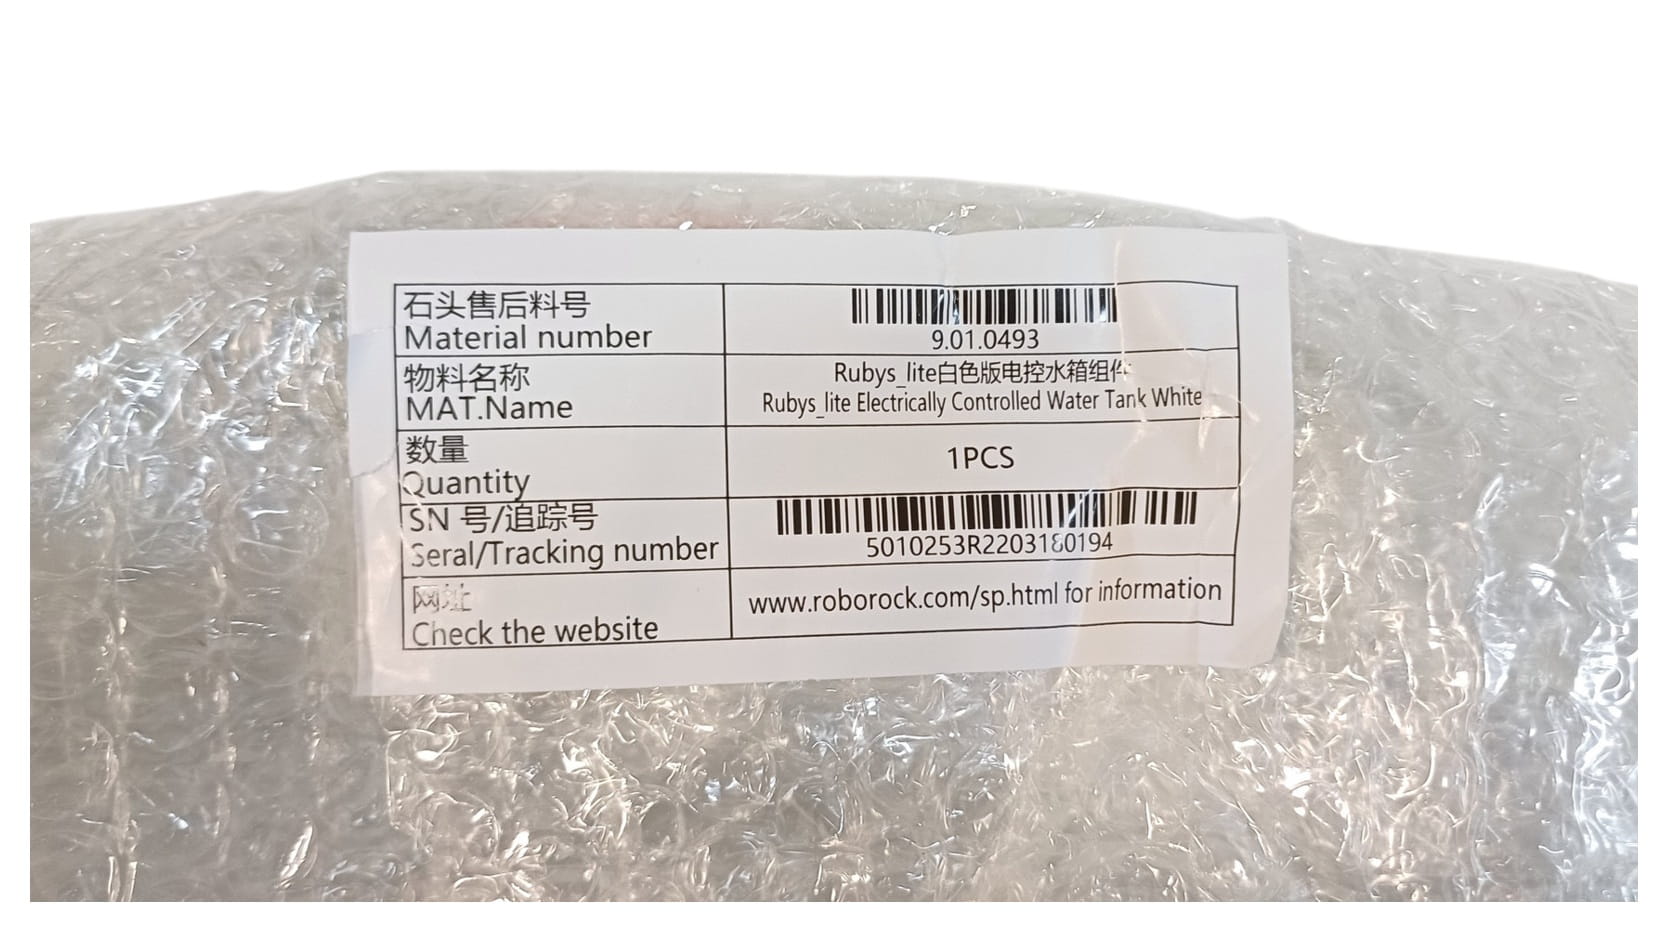 石头售后料号
Material number
9.01.0493
物料名称
MAT.Name
Rubys_lite白色版电控水箱组件
Rubys_lite Electrically Controlled Water Tank White
数量
Quantity
1PCS
SN 号/追踪号
Seral/Tracking number
5010253R2203180194
网址
Check the website
www.roborock.com/sp.html for information